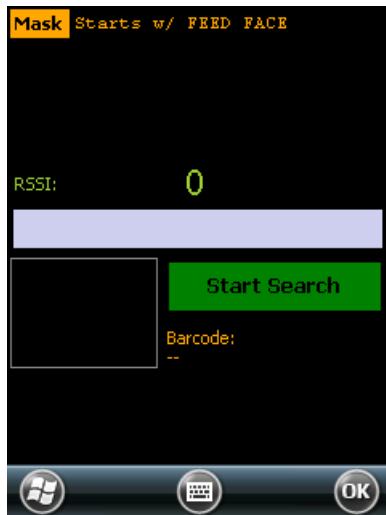 Mask Starts w/ FEED FACE
RSSI: 0
Start Search
Barcode:
--
OK